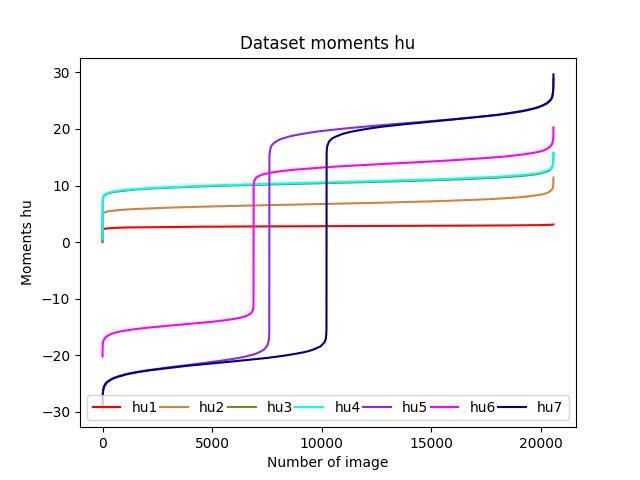 Dataset moments hu
Moments hu
30
20
10
0
−10
−20
−30
hu1 hu2 hu3 hu4 hu5 hu6 hu7
0 5000 10000 15000 20000
Number of image